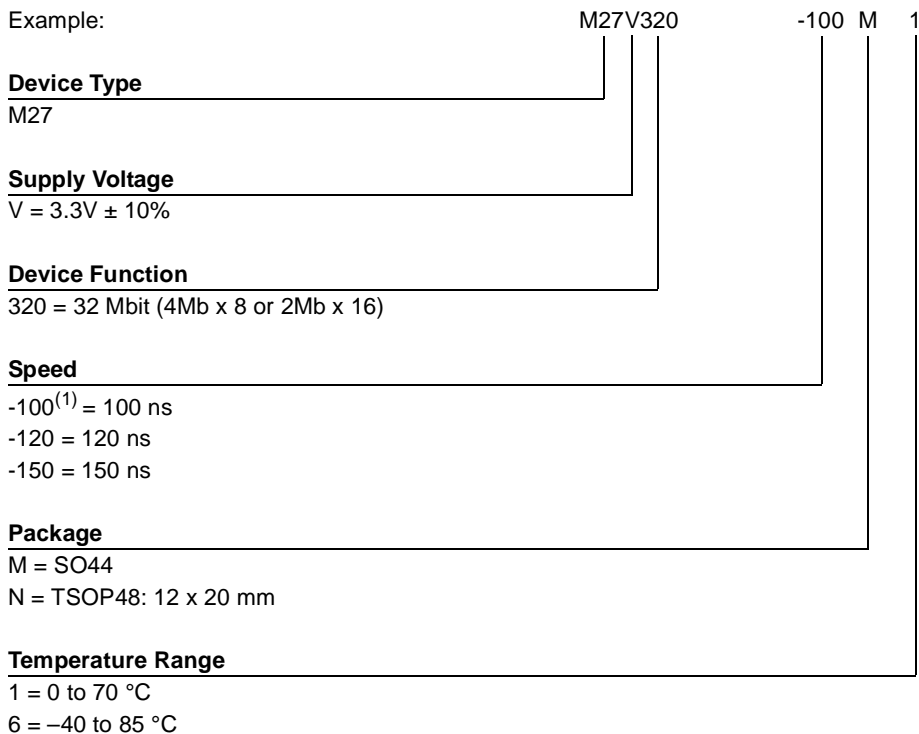 Example: M27V320 -100 M 1
Device Type
M27
Supply Voltage
V = 3.3V ± 10%
Device Function
320 = 32 Mbit (4Mb x 8 or 2Mb x 16)
Speed
-100(1) = 100 ns
-120 = 120 ns
-150 = 150 ns
Package
M = SO44
N = TSOP48: 12 x 20 mm
Temperature Range
1 = 0 to 70 °C
6 = –40 to 85 °C